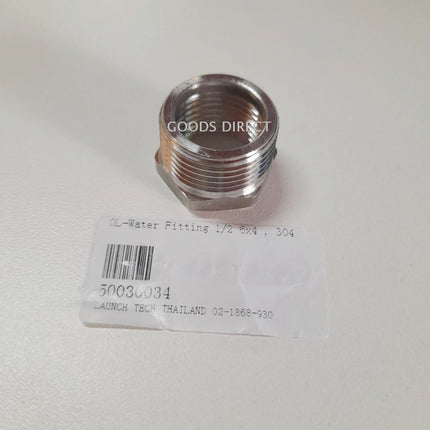 GOODS DIRECT
OL-Water Fitting 1/2 6x4 , 304
50030034
LAUNCH TECH THAILAND 02-1868-930